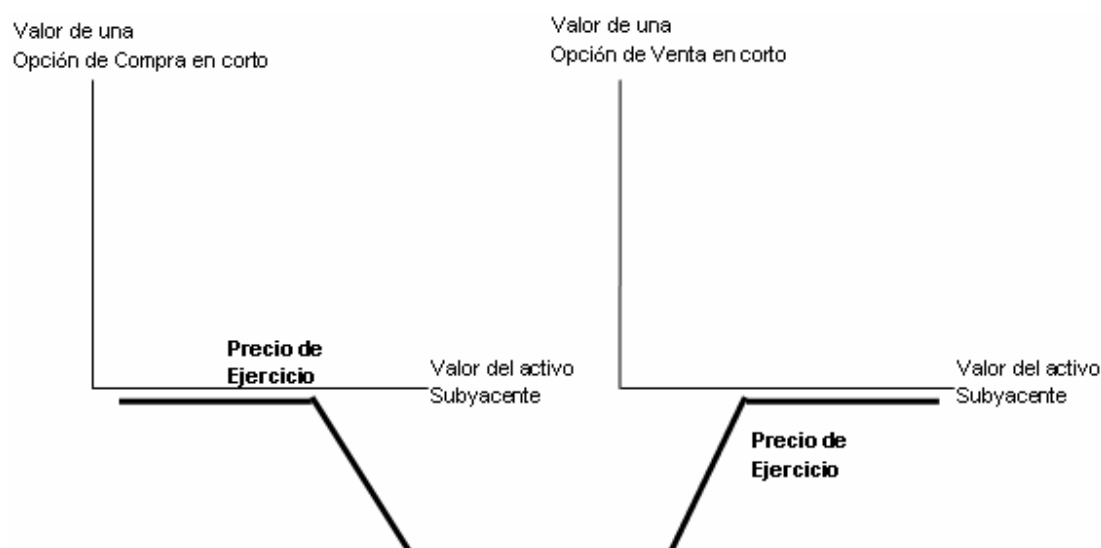 Valor de una
Opción de Compra en corto
Precio de
Ejercicio
Valor del activo
Subyacente
Valor de una
Opción de Venta en corto
Valor del activo
Subyacente
Precio de
Ejercicio